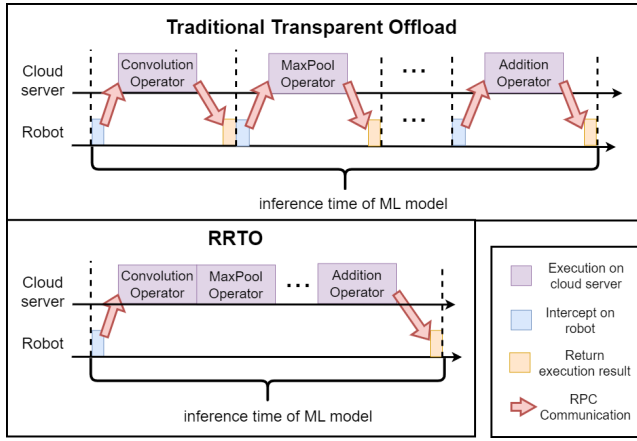 Traditional Transparent Offload
Cloud
server
Convolution
Operator
MaxPool
Operator
...
Addition
Operator
Robot
...
inference time of ML model
RRTO
Cloud
server
Convolution
Operator
MaxPool
Operator
...
Addition
Operator
Robot
inference time of ML model
Execution on
cloud server
Intercept on
robot
Return
execution result
RPC
Communication